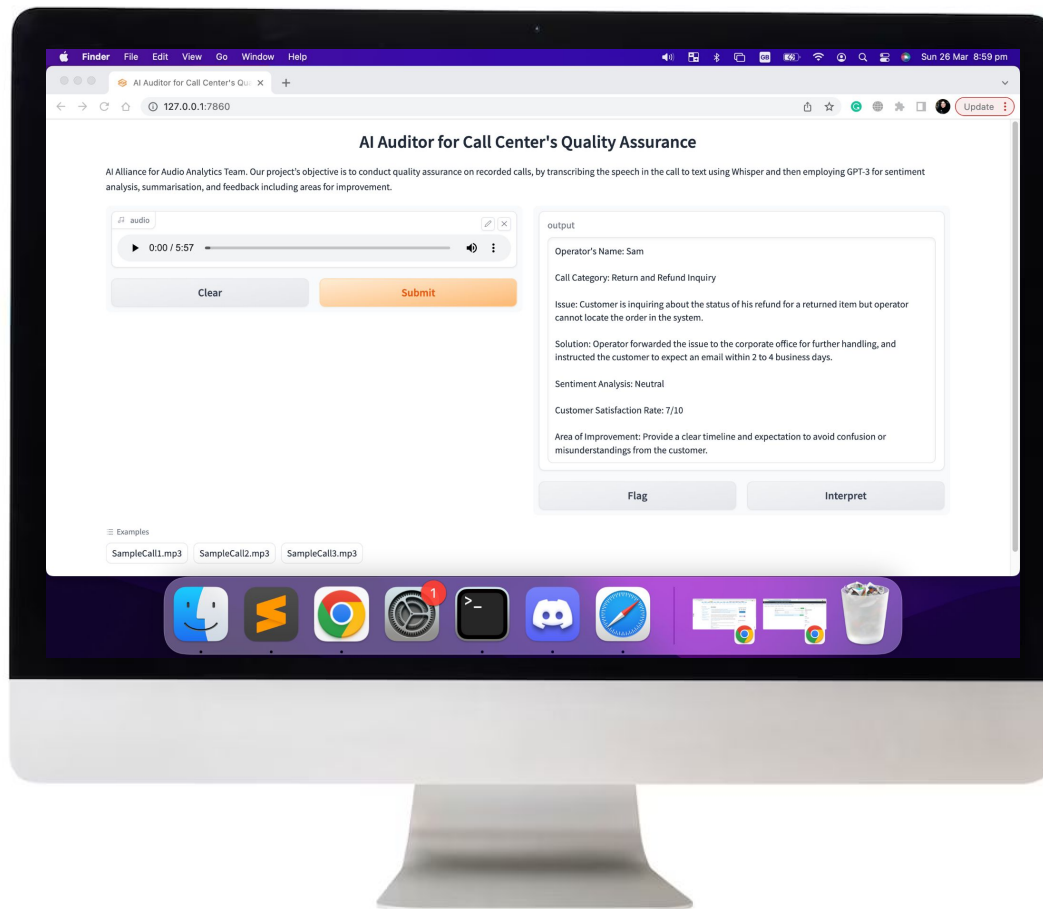 Finder File Edit View Go Window Help
GB
Sun 26 Mar 8:59 pm
AI Auditor for Call Center's Qu
127.0.0.1:7860
Update
AI Auditor for Call Center's Quality Assurance
AI Alliance for Audio Analytics Team. Our project's objective is to conduct quality assurance on recorded calls, by transcribing the speech in the call to text using Whisper and then employing GPT-3 for sentiment
analysis, summarisation, and feedback including areas for improvement.
audio
0:00 / 5:57
Clear
Submit
output
Operator's Name: Sam
Call Category: Return and Refund Inquiry
Issue: Customer is inquiring about the status of his refund for a returned item but operator
cannot locate the order in the system.
Solution: Operator forwarded the issue to the corporate office for further handling, and
instructed the customer to expect an email within 2 to 4 business days.
Sentiment Analysis: Neutral
Customer Satisfaction Rate: 7/10
Area of Improvement: Provide a clear timeline and expectation to avoid confusion or
misunderstandings from the customer.
Flag
Interpret
Examples
SampleCall1.mp3
SampleCall2.mp3
SampleCall3.mp3
1